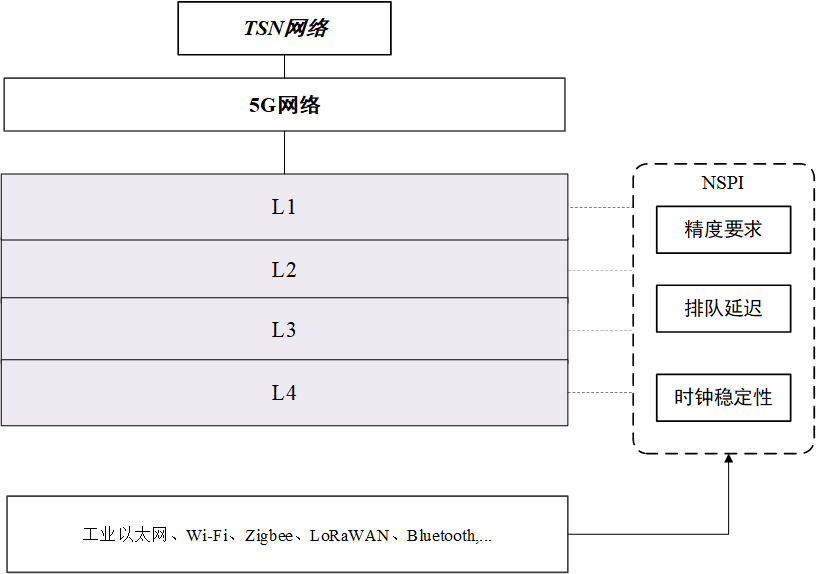 TSN网络
5G网络
L1
L2
L3
L4
NSPI
精度要求
排队延迟
时钟稳定性
工业以太网、Wi-Fi、Zigbee、LoRaWAN、Bluetooth,...